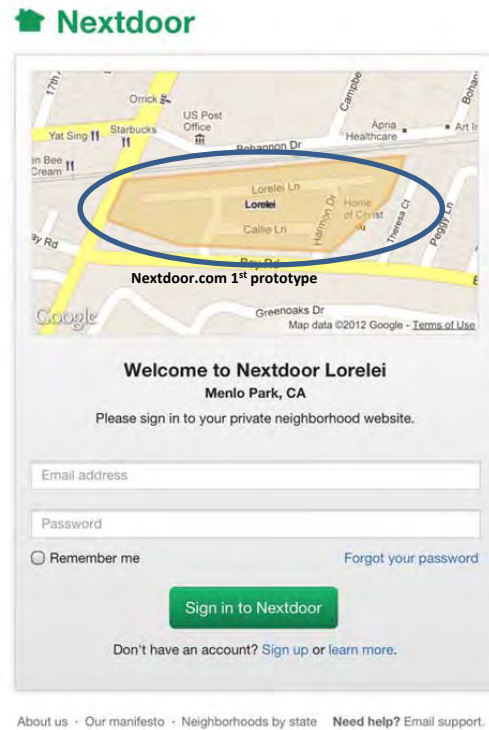 Nextdoor
17th
Orrick
US Post
Office
Campbe
Bohan
Yat Sing
Starbucks
Apria
Healthcare
Art In
en Bee
Cream
Bohannon Dr
Lorelei Ln
Lorelei
Home
of Christ
Callie Ln
Harmon Dr
Theresa Ct
Peggy Ln
ay Rd
Bay Rd
Nextdoor.com 1st prototype
Google
Greenoaks Dr
Map data ©2012 Google - Terms of Use
Welcome to Nextdoor Lorelei
Menlo Park, CA
Please sign in to your private neighborhood website.
Email address
Password
Remember me Forgot your password
Sign in to Nextdoor
Don't have an account? Sign up or learn more.
About us · Our manifesto · Neighborhoods by state Need help? Email support.